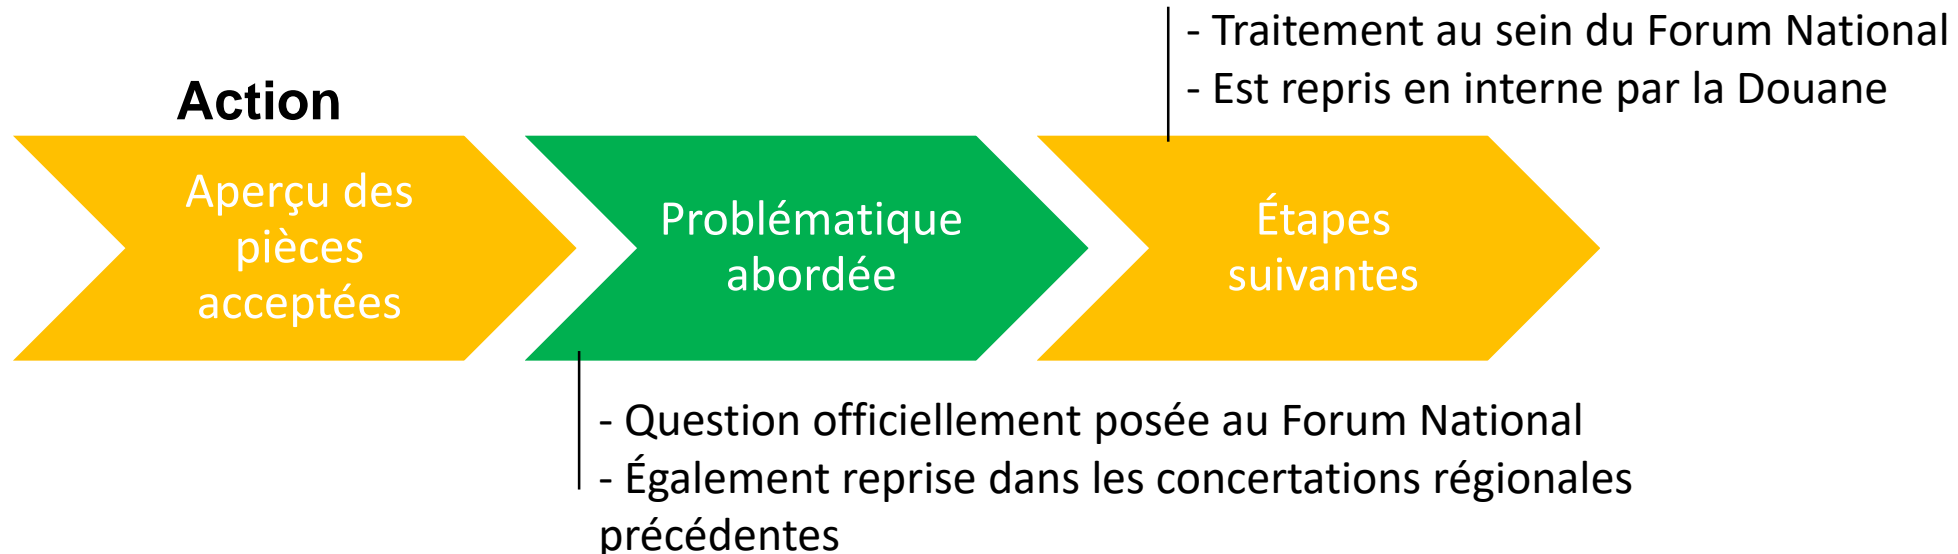 - Traitement au sein du Forum National
- Est repris en interne par la Douane
Action
Aperçu des
pièces
acceptées
Problématique
abordée
Étapes
suivantes
- Question officiellement posée au Forum National
- Également reprise dans les concertations régionales
précédentes